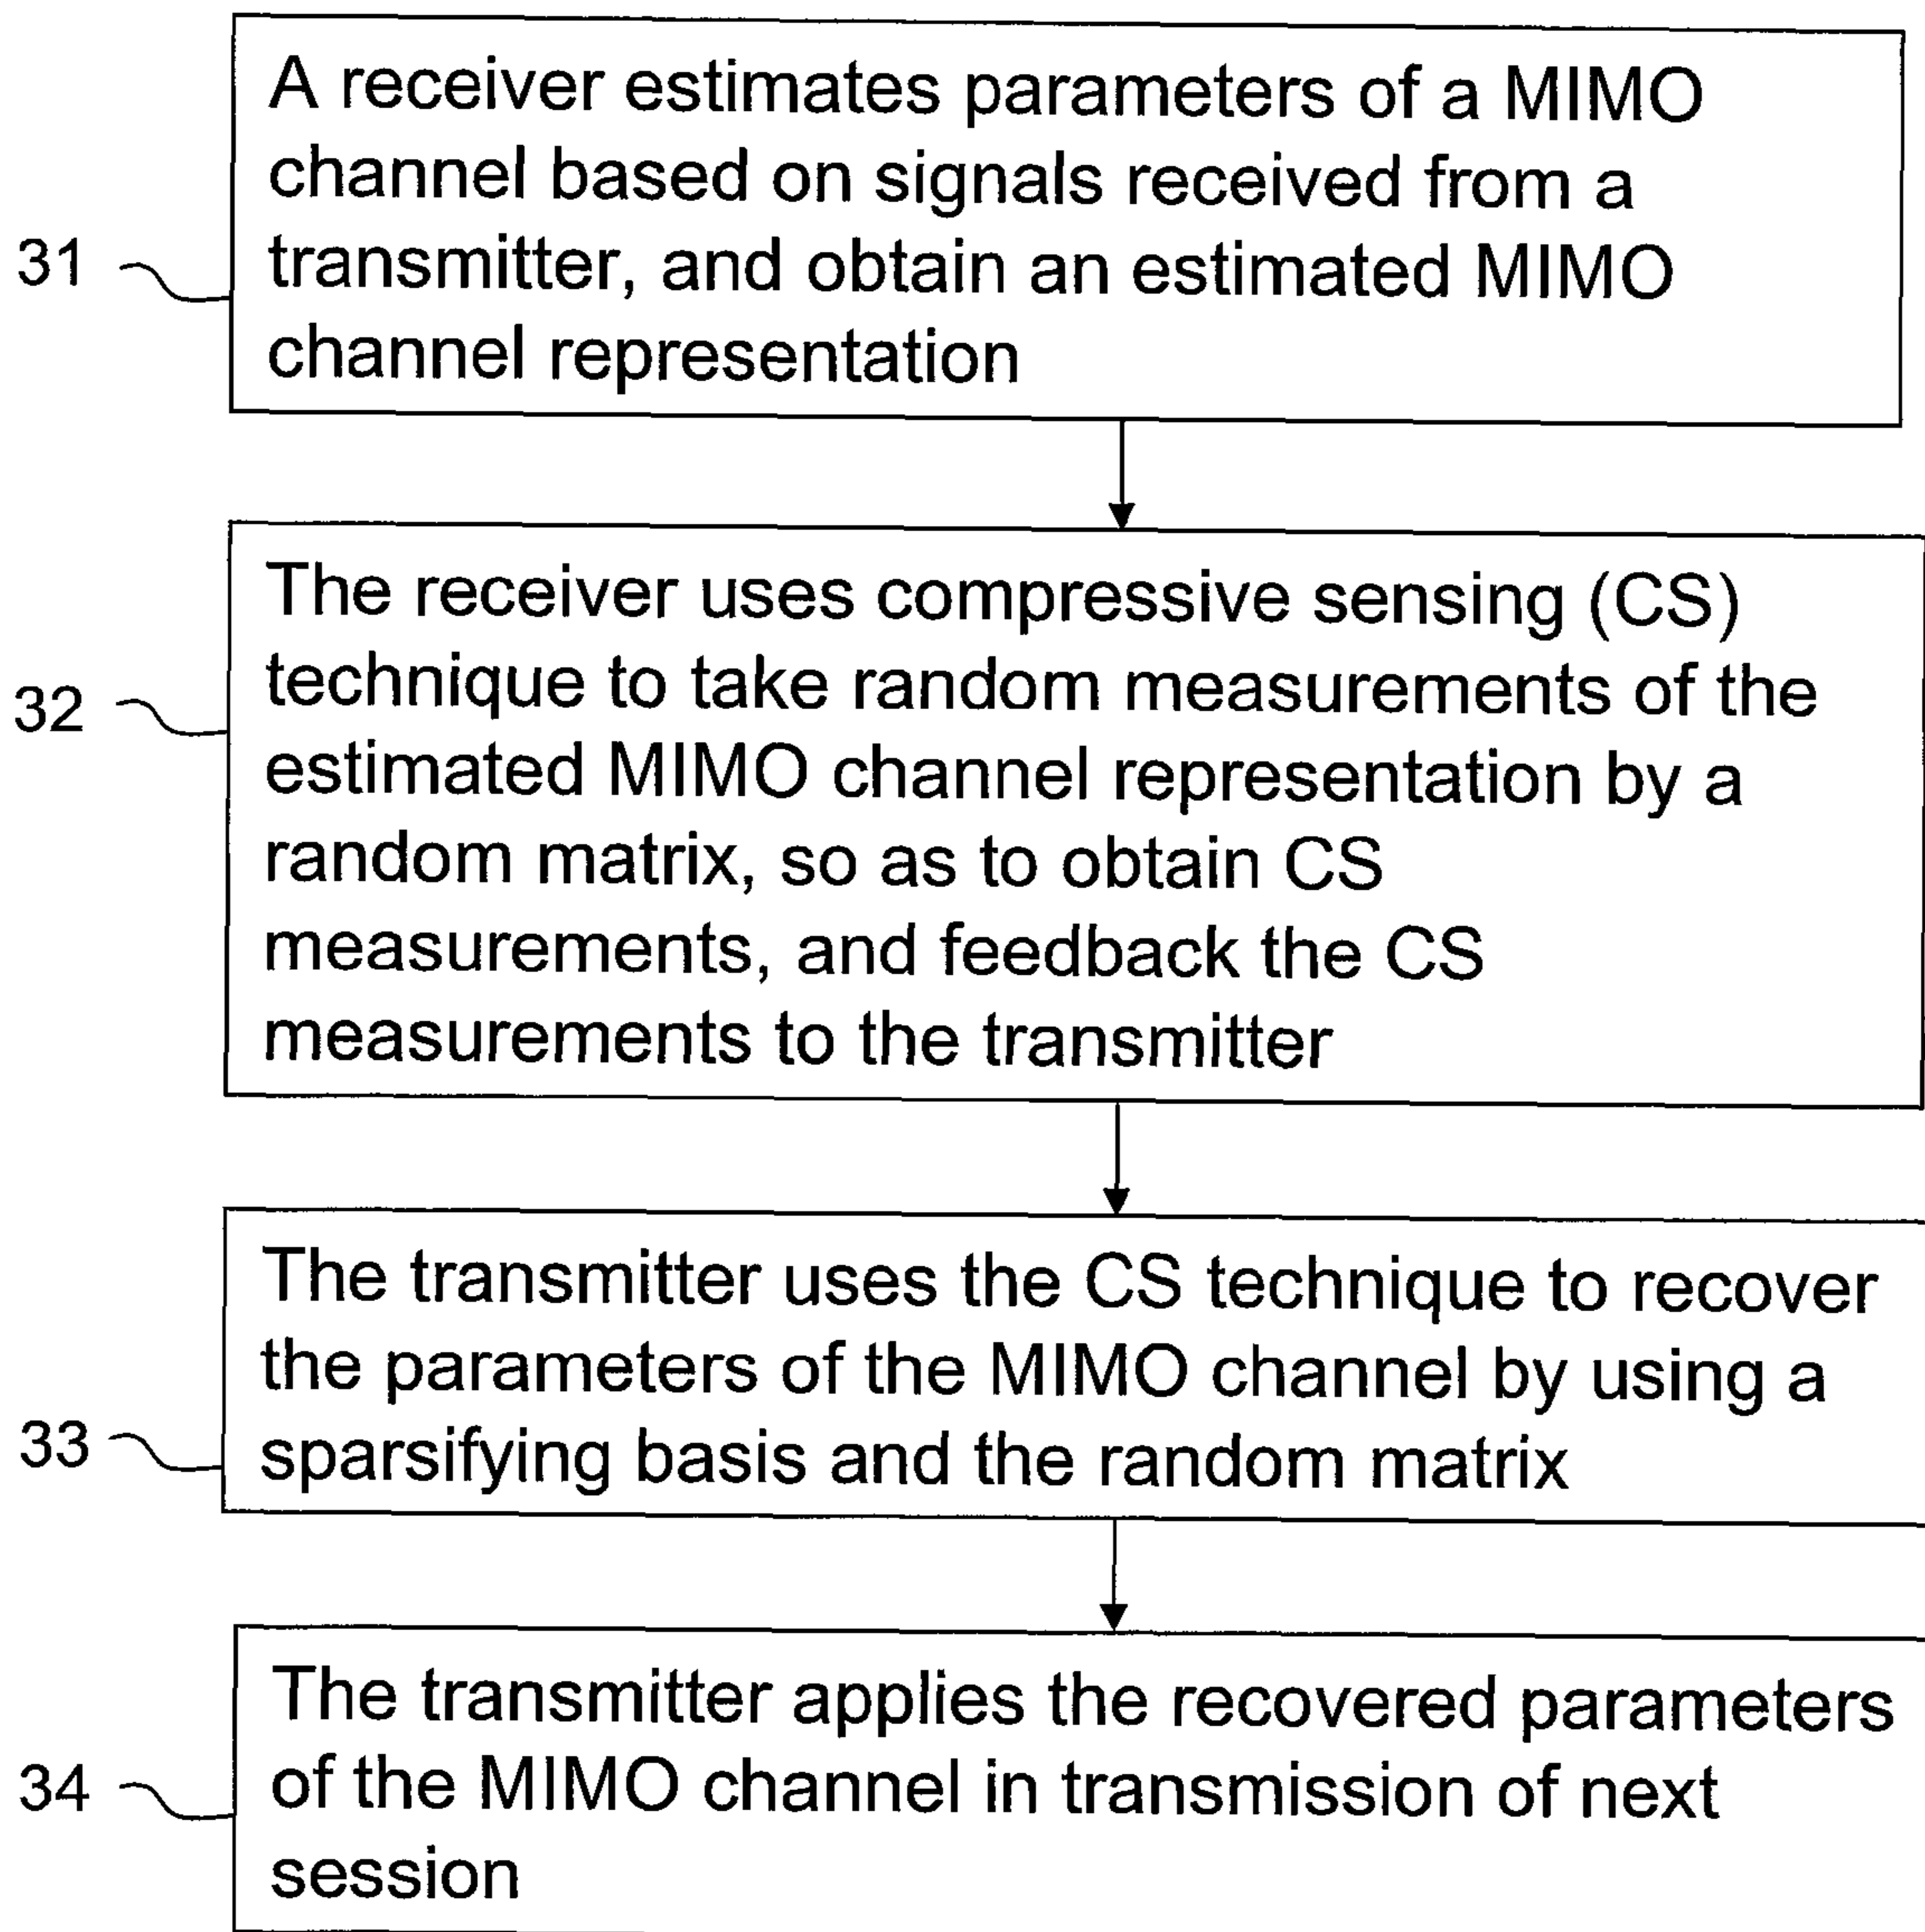 A receiver estimates parameters of a MIMO
channel based on signals received from a
transmitter, and obtain an estimated MIMO
channel representation
31
The receiver uses compressive sensing (CS)
technique to take random measurements of the
estimated MIMO channel representation by a
random matrix, so as to obtain CS
measurements, and feedback the CS
measurements to the transmitter
32
The transmitter uses the CS technique to recover
the parameters of the MIMO channel by using a
sparsifying basis and the random matrix
33
The transmitter applies the recovered parameters
of the MIMO channel in transmission of next
session
34